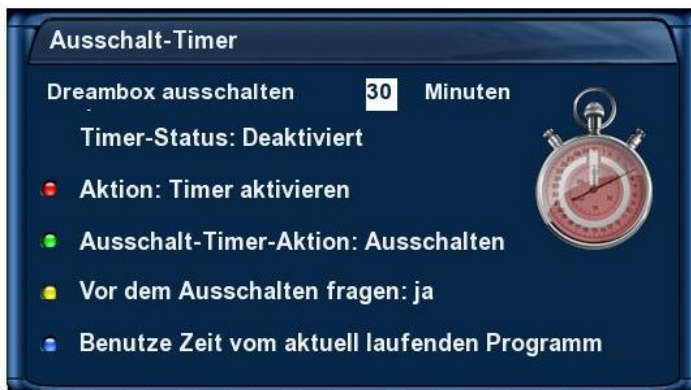 Ausschalt-Timer
Dreambox ausschalten 30 Minuten
Timer-Status: Deaktiviert
Aktion: Timer aktivieren
Ausschalt-Timer-Aktion: Ausschalten
Vor dem Ausschalten fragen: ja
Benutze Zeit vom aktuell laufenden Programm